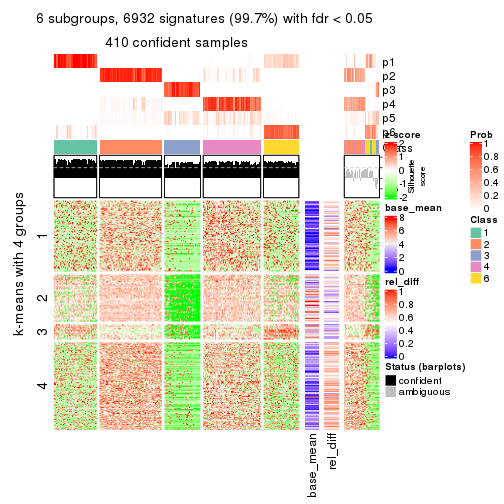 6 subgroups, 6932 signatures (99.7%) with fdr < 0.05
410 confident samples
p1
p2
p3
p4
p5
p6
Class
z_score
2
1
0
-1
-2
Silhouette
score
Prob
1
0.8
0.6
0.4
0.2
0
Class
1
2
3
4
6
base_mean
8
6
4
2
0
rel_diff
1
0.8
0.6
0.4
0.2
0
Status (barplots)
confident
ambiguous
k-means with 4 groups
1
2
3
4
base_mean
rel_diff